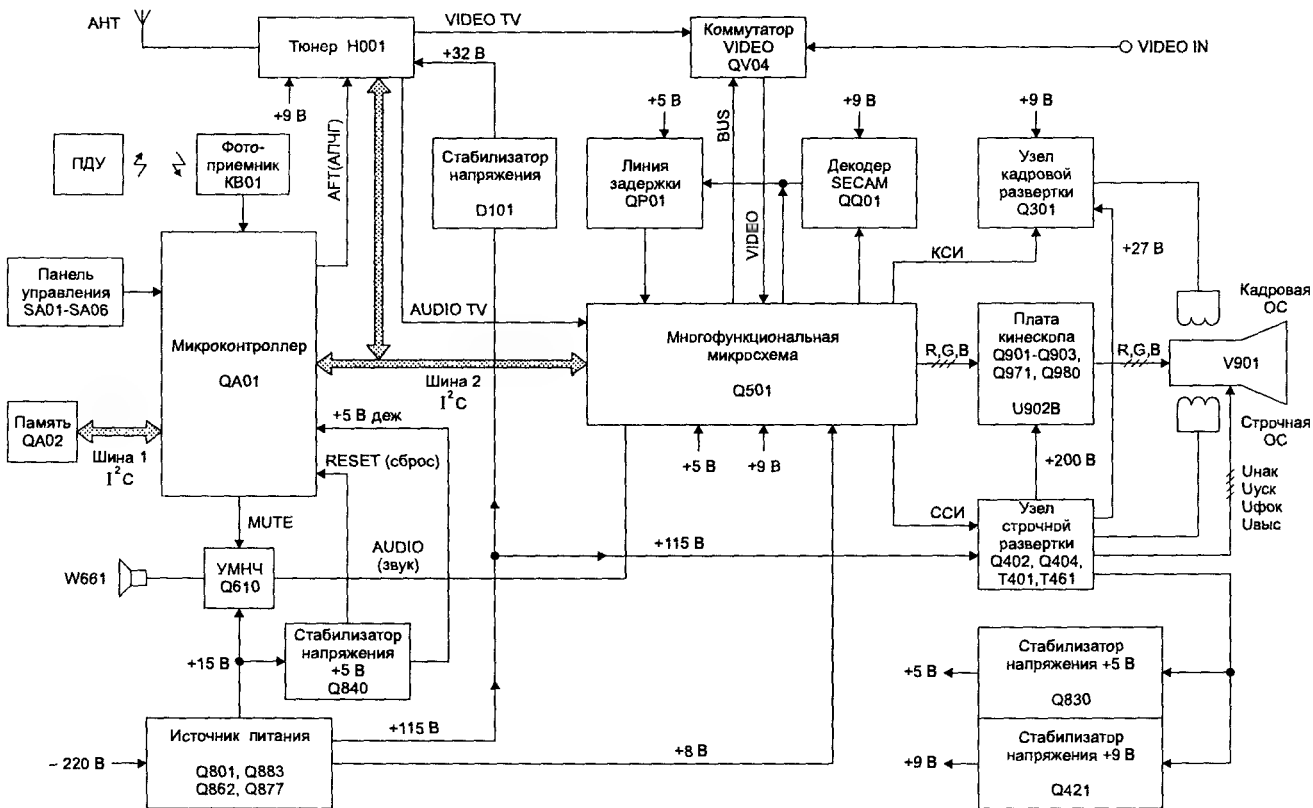 АНТ
Тюнер Н001
VIDEO TV
+32 В
Коммутатор
VIDEO
QV04
VIDEO IN
+9 В
+5 В
+9 В
+9 В
ПДУ
Фото-
приемник
КВ01
AFT(АПЧГ)
Стабилизатор
напряжения
D101
BUS
Линия
задержки
QP01
Декодер
SECAM
QQ01
Узел
кадровой
развертки
Q301
VIDEO
КСИ
+27 В
Панель
управления
SA01-SA06
Микроконтроллер
QA01
AUDIO TV
Многофункциональная
микросхема
Q501
R,G,B
Плата
кинескопа
Q901-Q903,
Q971, Q980
U902B
R,G,B
Кадровая
ОС
V901
Строчная
ОС
Шина 2
I²C
Память
QA02
Шина 1
I²C
+5 В деж
RESET (сброс)
+5 В
+9 В
+200 В
Uнак
Uуск
Uфок
Uвыс
MUTE
AUDIO
(звук)
ССИ
+115 В
Узел
строчной
развертки
Q402, Q404,
T401,T461
W661
УМНЧ
Q610
+15 В
Стабилизатор
напряжения
+5 В
Q840
+5 В
Стабилизатор
напряжения +5 В
Q830
~ 220 В
Источник питания
Q801, Q883
Q862, Q877
+115 В
+8 В
+9 В
Стабилизатор
напряжения +9 В
Q421